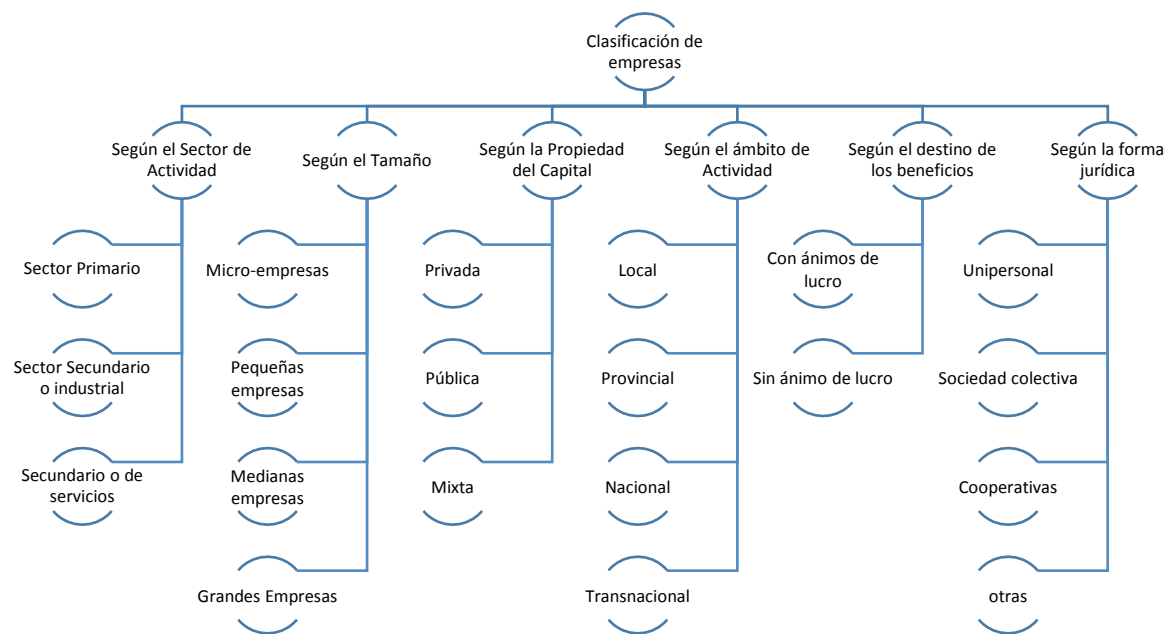 Clasificación de
empresas
Según el Sector de
Actividad
Sector Primario
Sector Secundario
o industrial
Secundario o de
servicios
Según el Tamaño
Micro-empresas
Pequeñas
empresas
Medianas
empresas
Grandes Empresas
Según la Propiedad
del Capital
Privada
Pública
Mixta
Según el ámbito de
Actividad
Local
Provincial
Nacional
Transnacional
Según el destino de
los beneficios
Con ánimos de
lucro
Sin ánimo de lucro
Según la forma
jurídica
Unipersonal
Sociedad colectiva
Cooperativas
otras